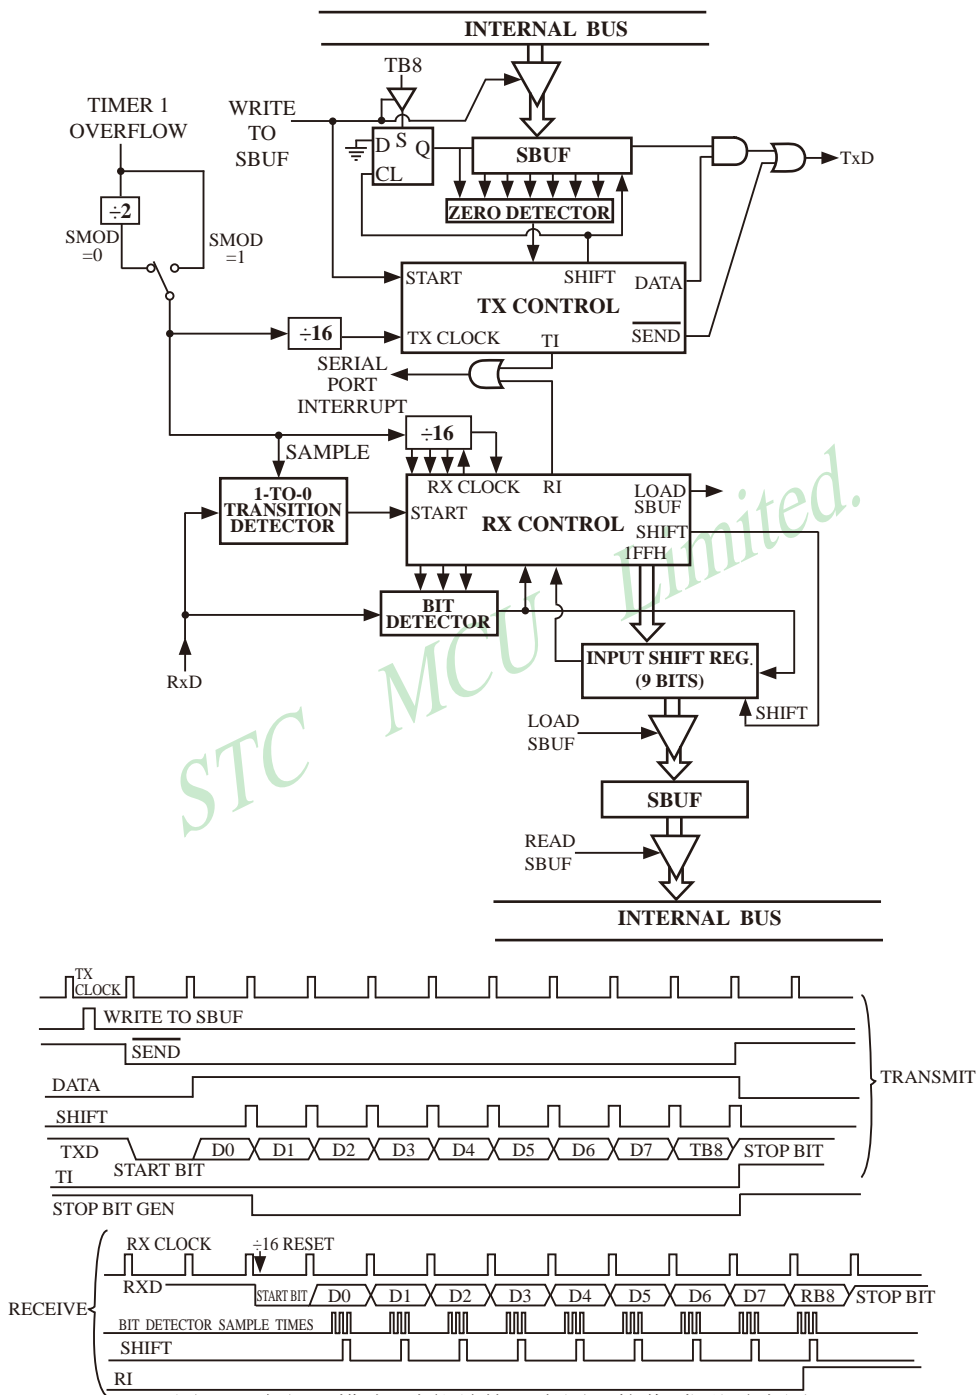 INTERNAL BUS
TB8
TIMER 1
OVERFLOW
WRITE
TO
SBUF
D S Q
CL
SBUF
TxD
÷2
ZERO DETECTOR
SMOD
=0
SMOD
=1
START
SHIFT
DATA
TX CONTROL
÷16
TX CLOCK
TI
SEND
SERIAL
PORT
INTERRUPT
÷16
SAMPLE
RX CLOCK
RI
LOAD
SBUF
1-TO-0
TRANSITION
DETECTOR
START
RX CONTROL
SHIFT
1FFH
BIT
DETECTOR
RxD
INPUT SHIFT REG.
(9 BITS)
SHIFT
LOAD
SBUF
SBUF
READ
SBUF
INTERNAL BUS
STC MCU Limited.
TX
CLOCK
WRITE TO SBUF
SEND
DATA
TRANSMIT
SHIFT
TXD
START BIT
D0 D1 D2 D3 D4 D5 D6 D7 TB8 STOP BIT
TI
STOP BIT GEN
RX CLOCK
÷16 RESET
RXD
START BIT D0 D1 D2 D3 D4 D5 D6 D7 RB8 STOP BIT
RECEIVE
BIT DETECTOR SAMPLE TIMES
SHIFT
RI